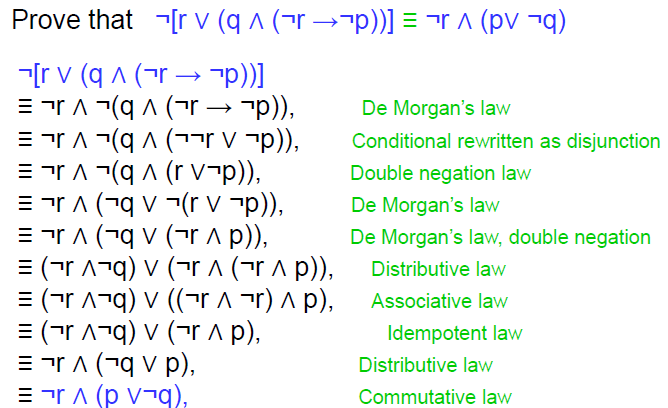 Prove that ¬[r ∨ (q ∧ (¬r →¬p))] ≡ ¬r ∧ (p∨ ¬q)
¬[r ∨ (q ∧ (¬r → ¬p))]
≡ ¬r ∧ ¬(q ∧ (¬r → ¬p)), De Morgan's law
≡ ¬r ∧ ¬(q ∧ (¬¬r ∨ ¬p)), Conditional rewritten as disjunction
≡ ¬r ∧ ¬(q ∧ (r ∨¬p)), Double negation law
≡ ¬r ∧ (¬q ∨ ¬(r ∨ ¬p)), De Morgan's law
≡ ¬r ∧ (¬q ∨ (¬r ∧ p)), De Morgan's law, double negation
≡ (¬r ∧¬q) ∨ (¬r ∧ (¬r ∧ p)), Distributive law
≡ (¬r ∧¬q) ∨ ((¬r ∧ ¬r) ∧ p), Associative law
≡ (¬r ∧¬q) ∨ (¬r ∧ p), Idempotent law
≡ ¬r ∧ (¬q ∨ p), Distributive law
≡ ¬r ∧ (p ∨¬q), Commutative law